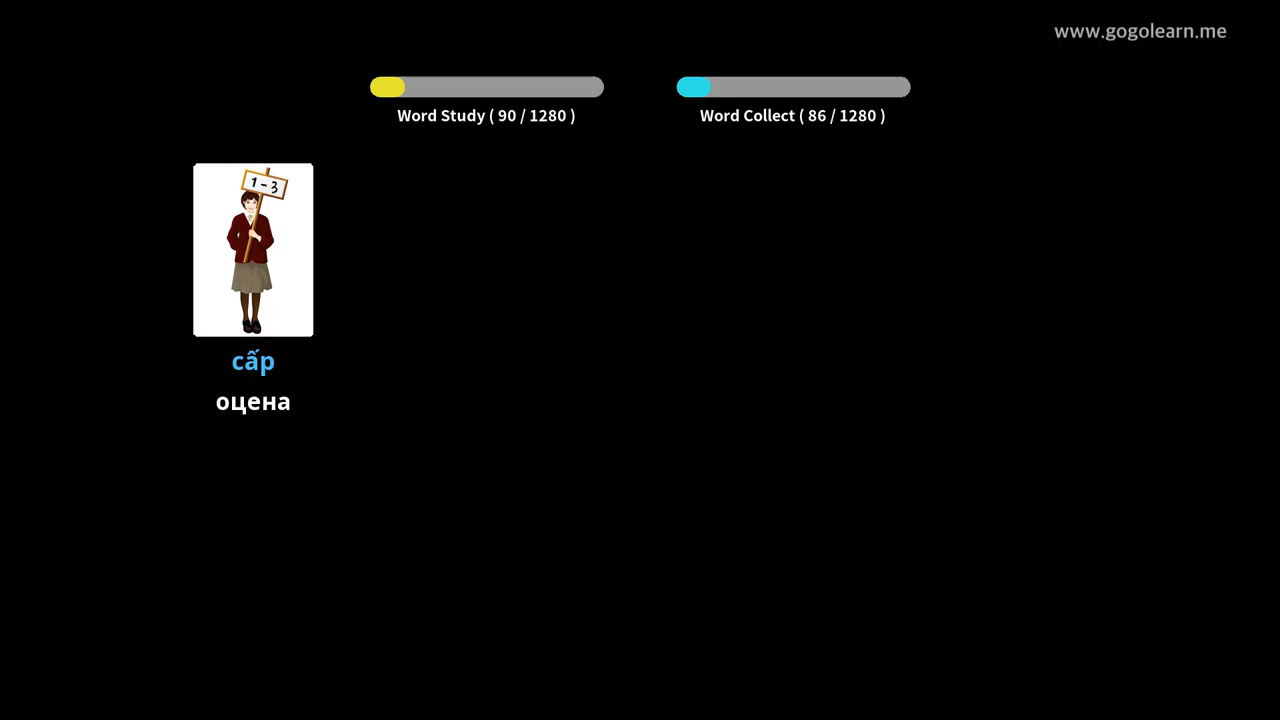 www.gogolearn.me
Word Study ( 90 / 1280 )
Word Collect ( 86 / 1280 )
1 - 3
cấp
оцена